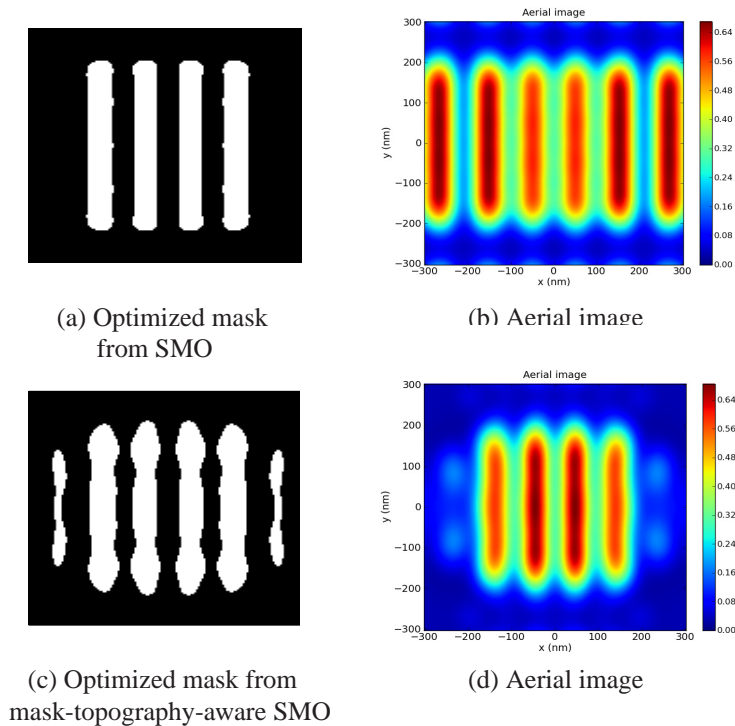 Aerial image
300
200
100
0
−100
−200
−300
y (nm)
−300 −200 −100 0 100 200 300
x (nm)
0.64
0.56
0.48
0.40
0.32
0.24
0.16
0.08
0.00
(a) Optimized mask
from SMO
(b) Aerial image
Aerial image
300
200
100
0
−100
−200
−300
y (nm)
−300 −200 −100 0 100 200 300
x (nm)
0.64
0.56
0.48
0.40
0.32
0.24
0.16
0.08
0.00
(c) Optimized mask from
mask-topography-aware SMO
(d) Aerial image